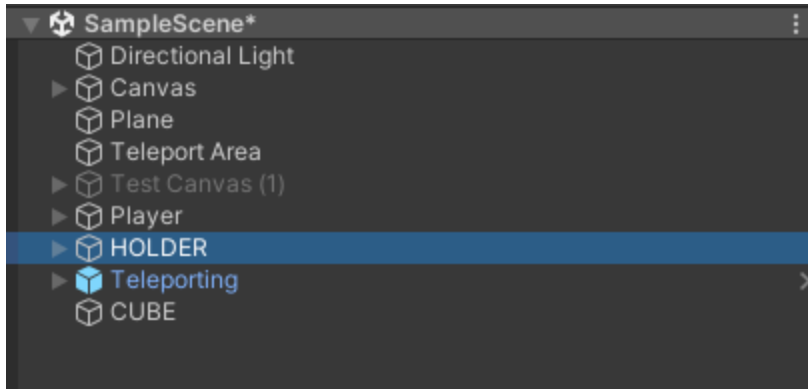 SampleScene*
Directional Light
Canvas
Plane
Teleport Area
Test Canvas (1)
Player
HOLDER
Teleporting
CUBE